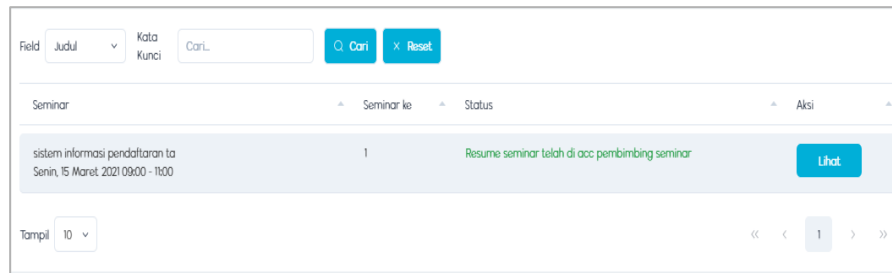 Field Judul Kata Kunci Cari... Cari × Reset
Seminar Seminar ke Status Aksi
sistem informasi pendaftaran ta 1 Resume seminar telah di acc pembimbing seminar Lihat
Senin, 15 Maret 2021 09:00 - 11:00
Tampil 10 « < 1 > »